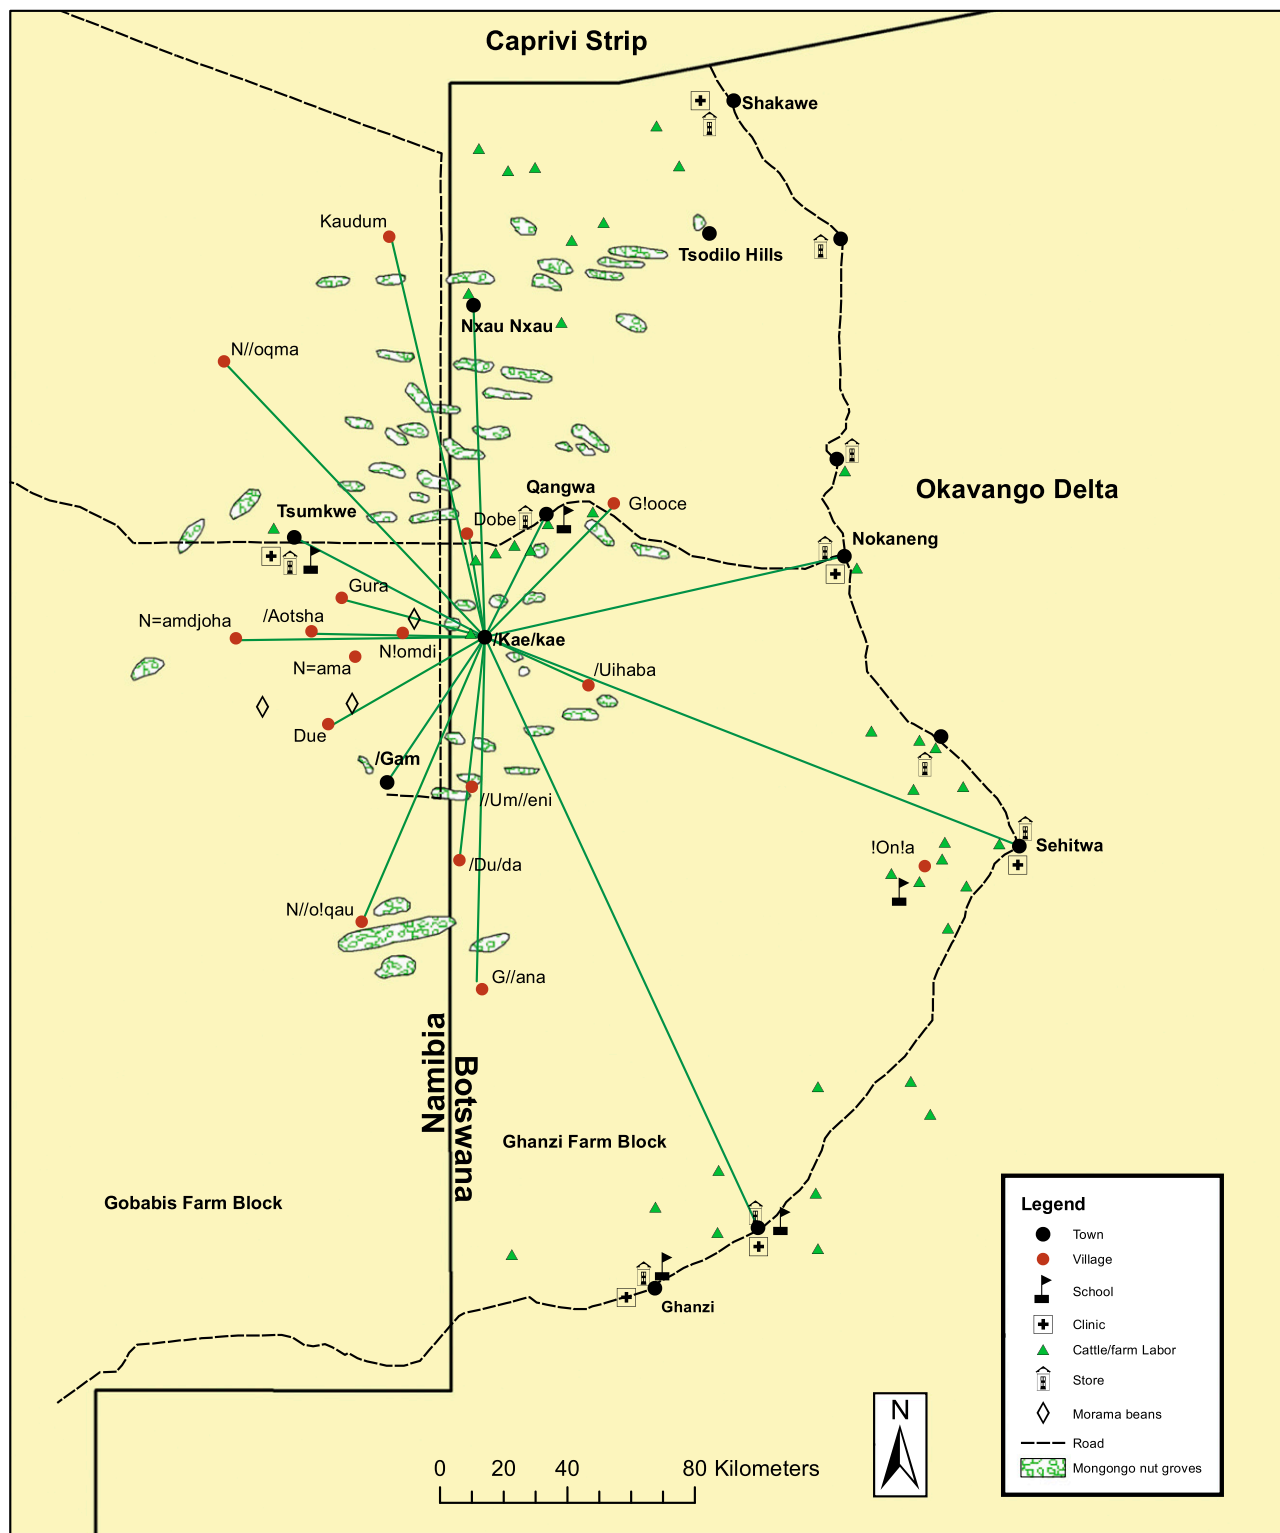 Caprivi Strip
Shakawe
Kaudum
Tsodilo Hills
Nxau Nxau
N//oqma
Okavango Delta
Qangwa
G!ooce
Tsumkwe
Dobe
Nokaneng
Gura
N=amdjoha
/Aotsha
/Kae/kae
N!omdi
N=ama
/Uihaba
Due
/Gam
//Um//eni
!On!a
Sehitwa
/Du/da
N//o!qau
G//ana
Namibia
Botswana
Ghanzi Farm Block
Gobabis Farm Block
Ghanzi
Legend
Town
Village
School
Clinic
Cattle/farm Labor
Store
Morama beans
Road
Mongongo nut groves
N
0 20 40 80 Kilometers